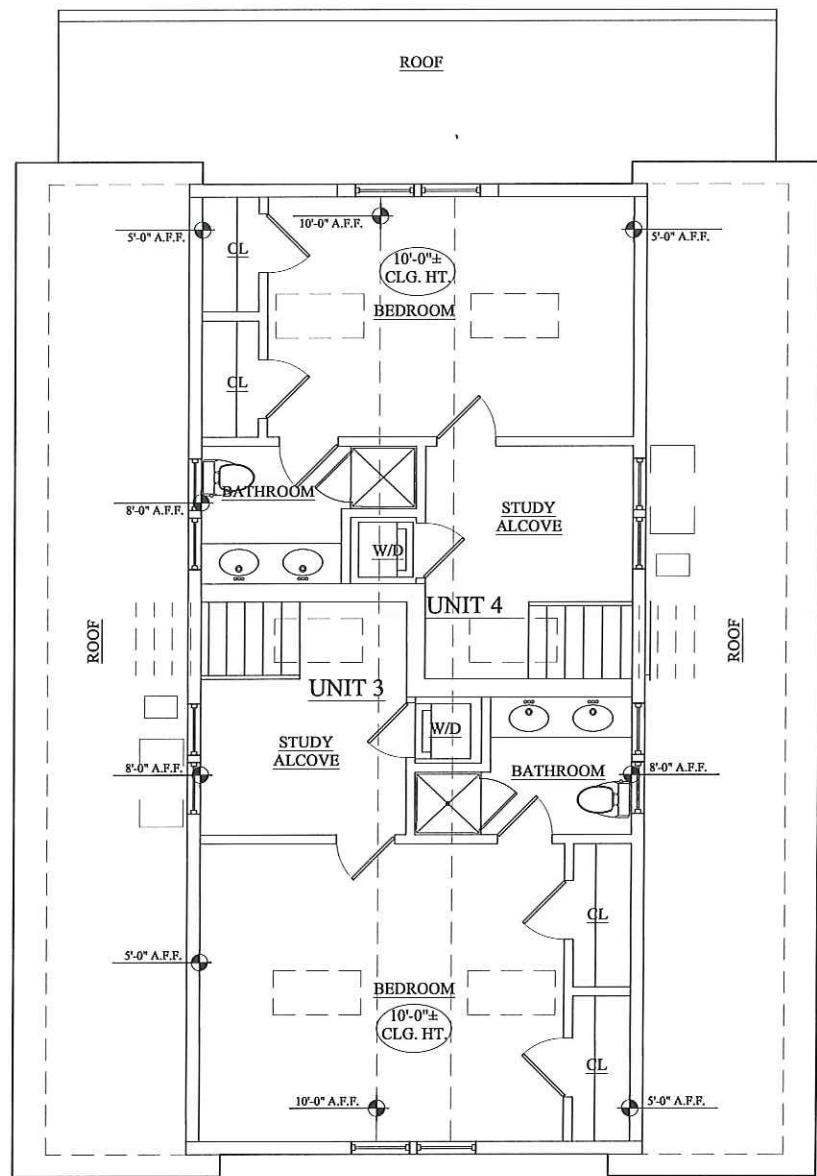 ROOF
10'-0" A.F.F.
5'-0" A.F.F.
CL
5'-0" A.F.F.
10'-0"±
CLG. HT.
BEDROOM
CL
BATHROOM
8'-0" A.F.F.
STUDY
ALCOVE
W/D
UNIT 4
ROOF
ROOF
UNIT 3
W/D
STUDY
ALCOVE
BATHROOM
8'-0" A.F.F.
8'-0" A.F.F.
CL
5'-0" A.F.F.
BEDROOM
10'-0"±
CLG. HT.
CL
10'-0" A.F.F.
5'-0" A.F.F.